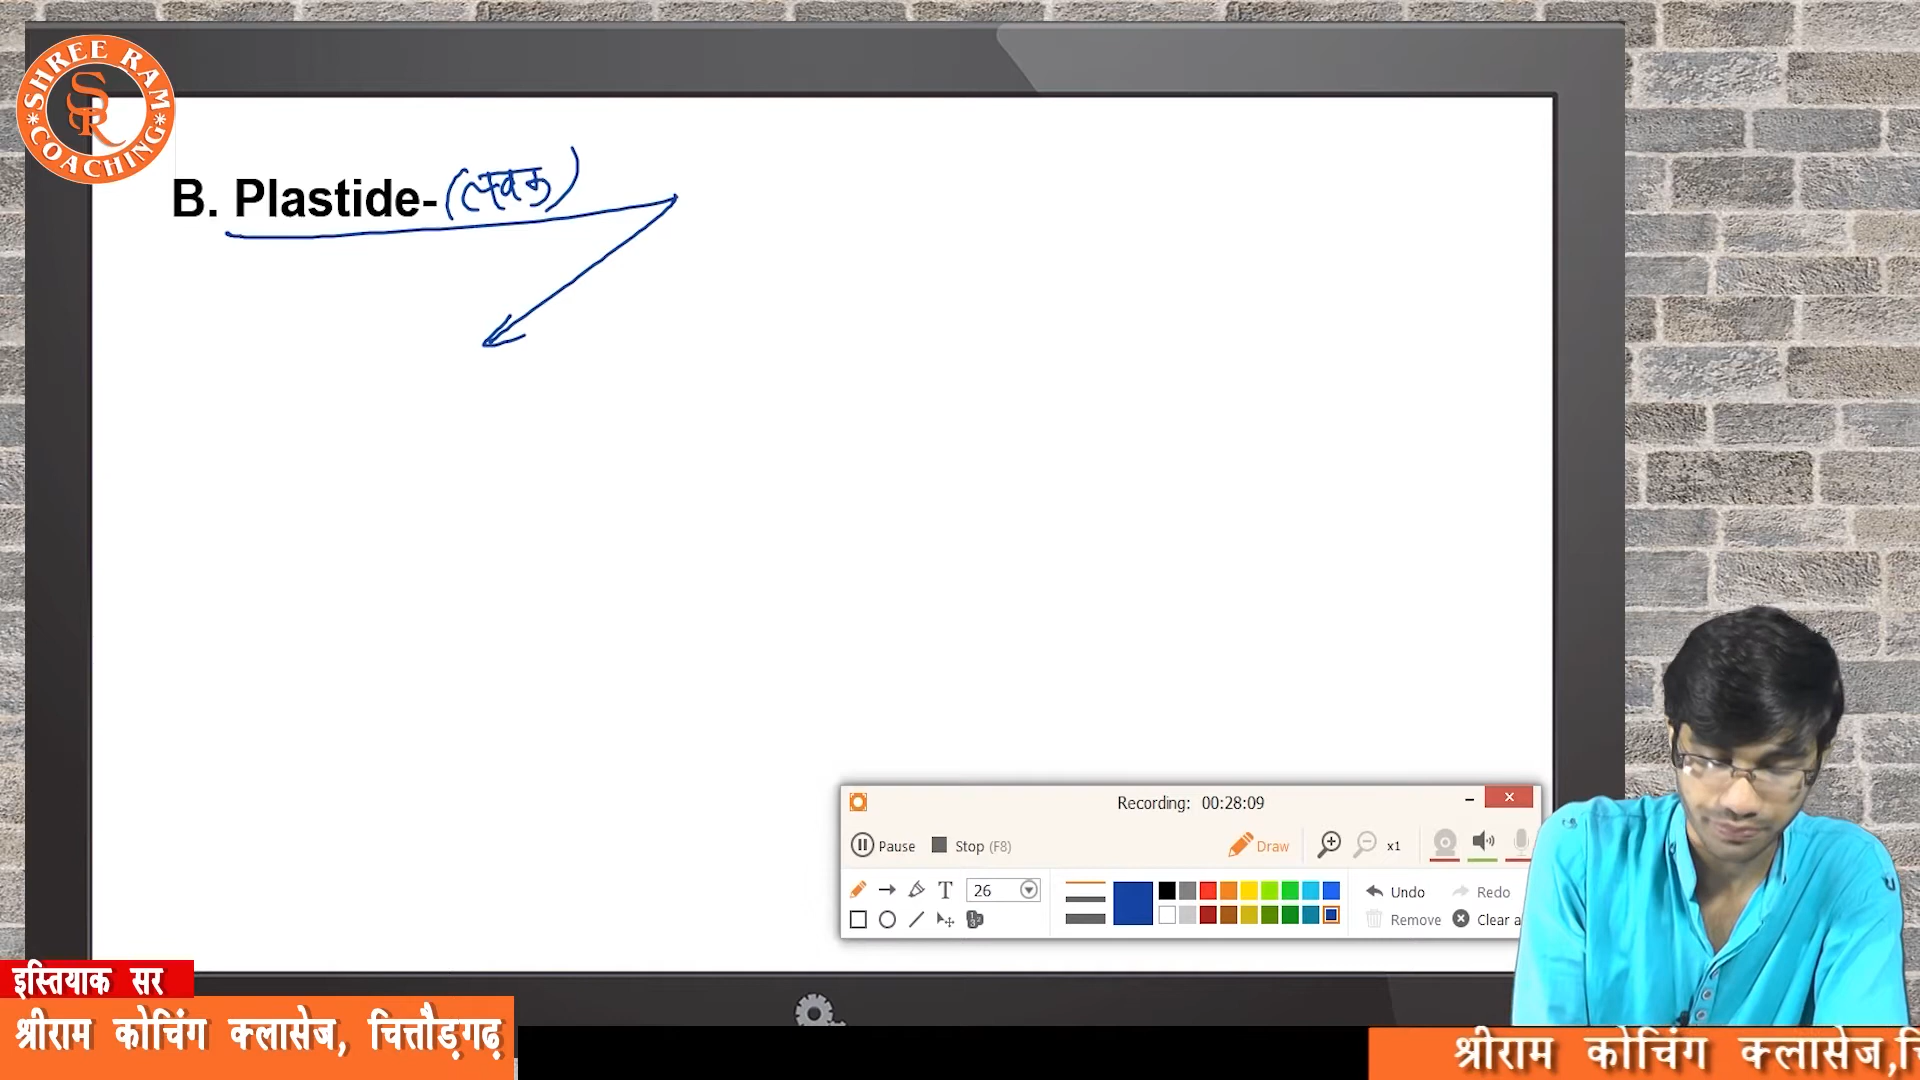 SHREE RAM
SR
COACHING
B. Plastide- (लवक)
Recording: 00:28:09
Pause Stop (F8) Draw x1
T 26 Undo Redo
Remove Clear a
इस्तियाक सर
श्रीराम कोचिंग क्लासेज, चित्तौड़गढ़
श्रीराम कोचिंग क्लासेज,चि